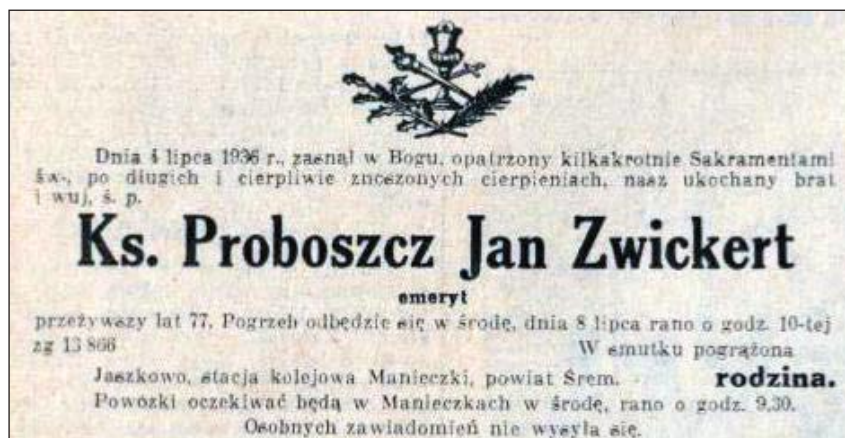 Dnia 4 lipca 1936 r., zasnął w Bogu, opatrzony kilkakrotnie Sakramentami
św., po długich i cierpliwie znoszonych cierpieniach, nasz ukochany brat
i wuj, ś. p.
Ks. Proboszcz Jan Zwickert
emeryt
przeżywszy lat 77. Pogrzeb odbędzie się w środę, dnia 8 lipca rano o godz. 10-tej
zg 13 866 W smutku pogrążona
Jaszkowo, stacja kolejowa Manieczki, powiat Śrem. rodzina.
Powózki oczekiwać będą w Manieczkach w środę, rano o godz. 9.30.
Osobnych zawiadomień nie wysyła się.